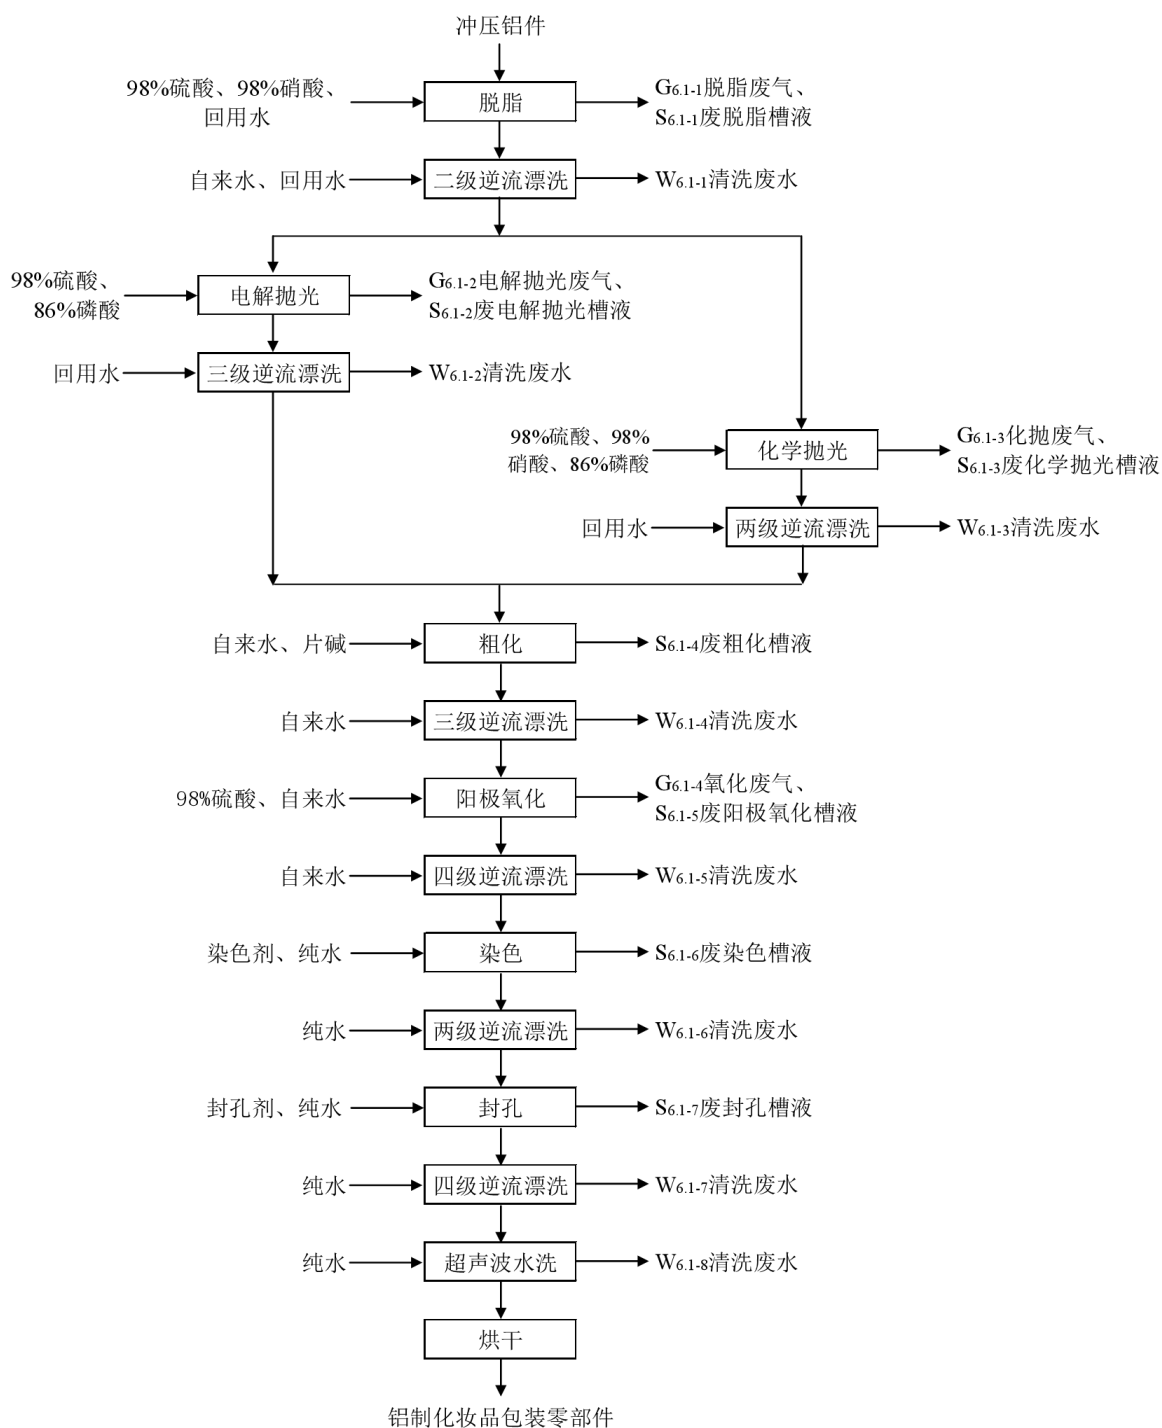 冲压铝件
98%硫酸、98%硝酸、
回用水
脱脂
G6.1-1脱脂废气、
S6.1-1废脱脂槽液
自来水、回用水
二级逆流漂洗
W6.1-1清洗废水
98%硫酸、
86%磷酸
电解抛光
G6.1-2电解抛光废气、
S6.1-2废电解抛光槽液
回用水
三级逆流漂洗
W6.1-2清洗废水
98%硫酸、98%
硝酸、86%磷酸
化学抛光
G6.1-3化抛废气、
S6.1-3废化学抛光槽液
回用水
两级逆流漂洗
W6.1-3清洗废水
自来水、片碱
粗化
S6.1-4废粗化槽液
自来水
三级逆流漂洗
W6.1-4清洗废水
98%硫酸、自来水
阳极氧化
G6.1-4氧化废气、
S6.1-5废阳极氧化槽液
自来水
四级逆流漂洗
W6.1-5清洗废水
染色剂、纯水
染色
S6.1-6废染色槽液
纯水
两级逆流漂洗
W6.1-6清洗废水
封孔剂、纯水
封孔
S6.1-7废封孔槽液
纯水
四级逆流漂洗
W6.1-7清洗废水
纯水
超声波水洗
W6.1-8清洗废水
烘干
铝制化妆品包装零部件